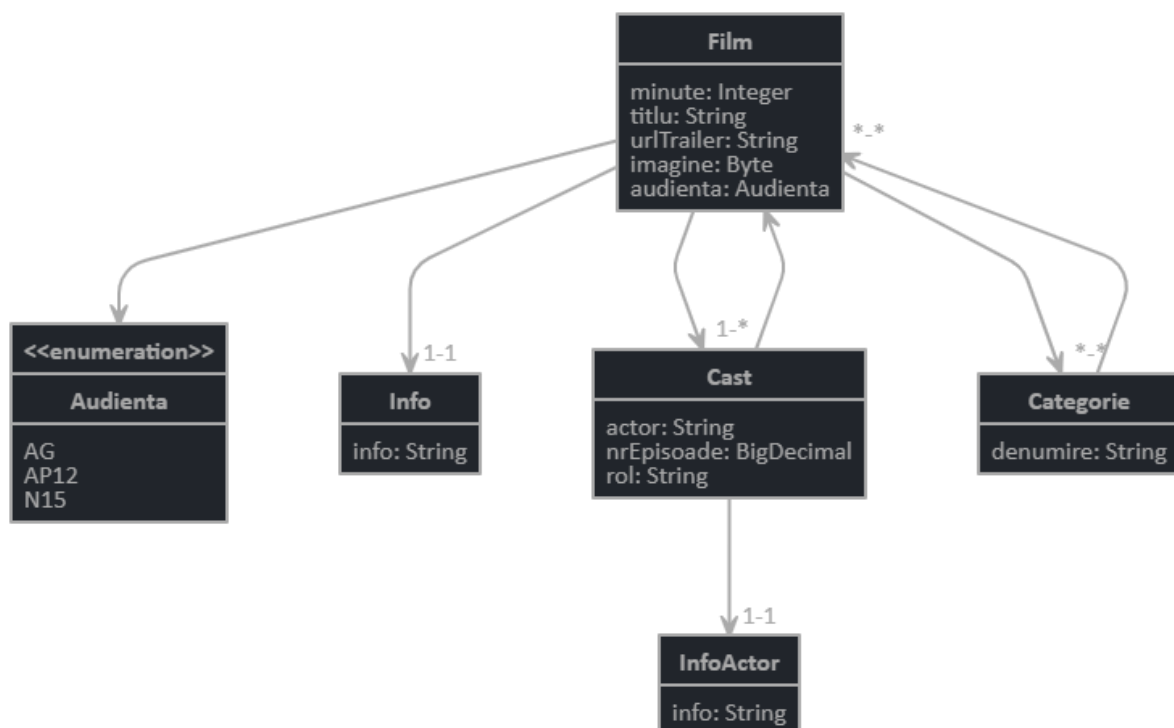 Film
minute: Integer
titlu: String
urlTrailer: String
imagine: Byte
audienta: Audienta
*-*
<<enumeration>>
Audienta
AG
AP12
N15
1-1
Info
info: String
1-*
Cast
actor: String
nrEpisoade: BigDecimal
rol: String
*-*
Categorie
denumire: String
1-1
InfoActor
info: String